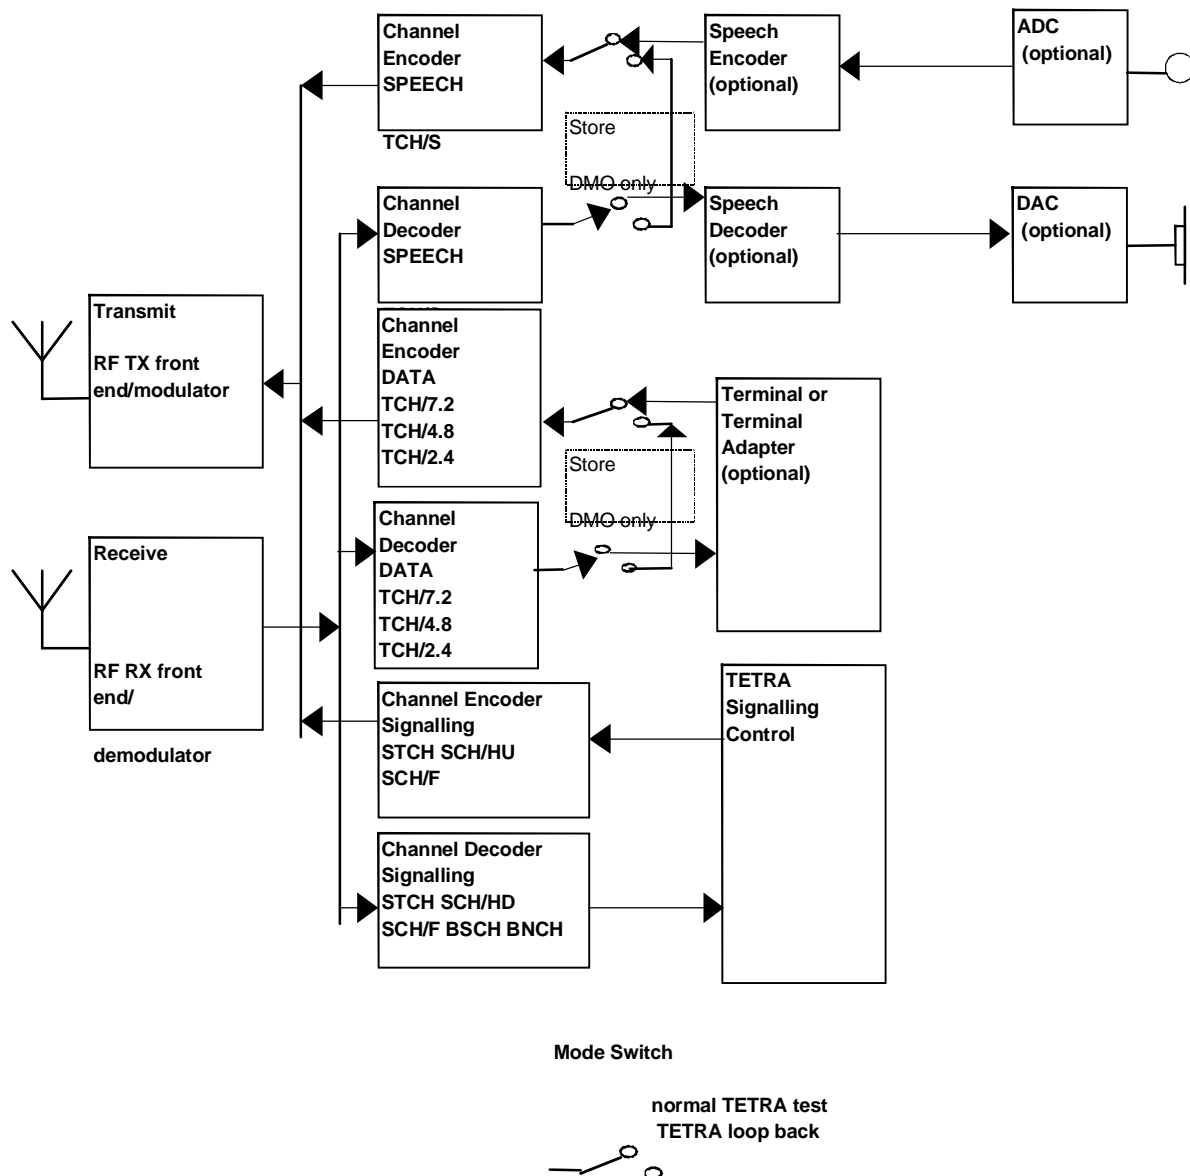 Channel
Encoder
SPEECH
TCH/S
Speech
Encoder
(optional)
ADC
(optional)
Store
DMO only
Channel
Decoder
SPEECH
Speech
Decoder
(optional)
DAC
(optional)
Transmit
RF TX front
end/modulator
Channel
Encoder
DATA
TCH/7.2
TCH/4.8
TCH/2.4
Terminal or
Terminal
Adapter
(optional)
Store
DMO only
Receive
RF RX front
end/
demodulator
Channel
Decoder
DATA
TCH/7.2
TCH/4.8
TCH/2.4
Channel Encoder
Signalling
STCH SCH/HU
SCH/F
TETRA
Signalling
Control
Channel Decoder
Signalling
STCH SCH/HD
SCH/F BSCH BNCH
Mode Switch
normal TETRA test
TETRA loop back